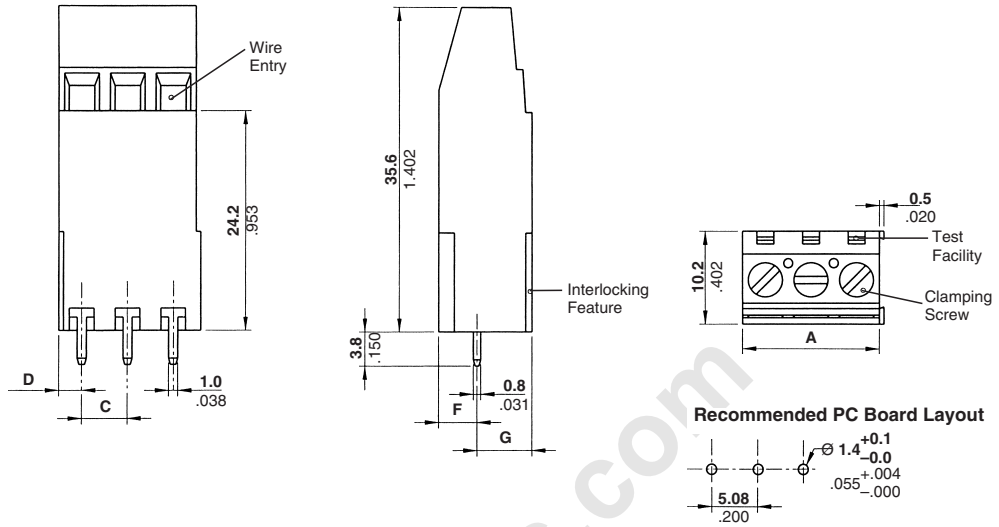 Wire
Entry
24.2
.953
D
C
1.0
.038
35.6
1.402
3.8
.150
Interlocking
Feature
F
0.8
.031
G
0.5
.020
10.2
.402
Test
Facility
Clamping
Screw
A
Recommended PC Board Layout
Ø 1.4 +0.1
–0.0
.055 +.004
–.000
5.08
.200
s.com